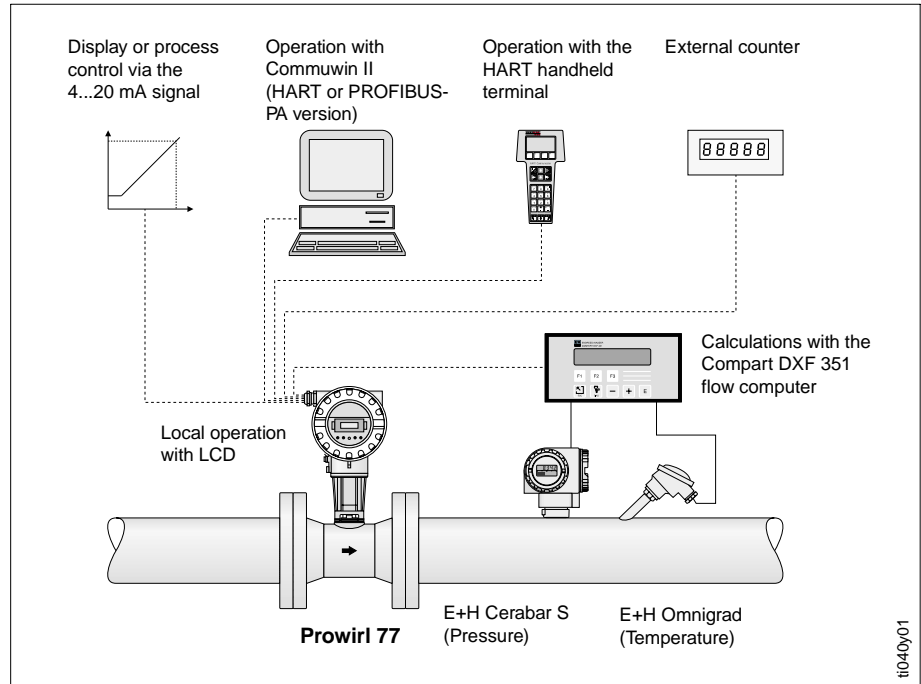 Display or process
control via the
4...20 mA signal
Operation with
Commuwin II
(HART or PROFIBUS-
PA version)
Operation with the
HART handheld
terminal
External counter
88888
Calculations with the
Compart DXF 351
flow computer
F1 F2 F3
- + E
Local operation
with LCD
Prowirl 77
E+H Cerabar S
(Pressure)
E+H Omnigrad
(Temperature)
ti040y01